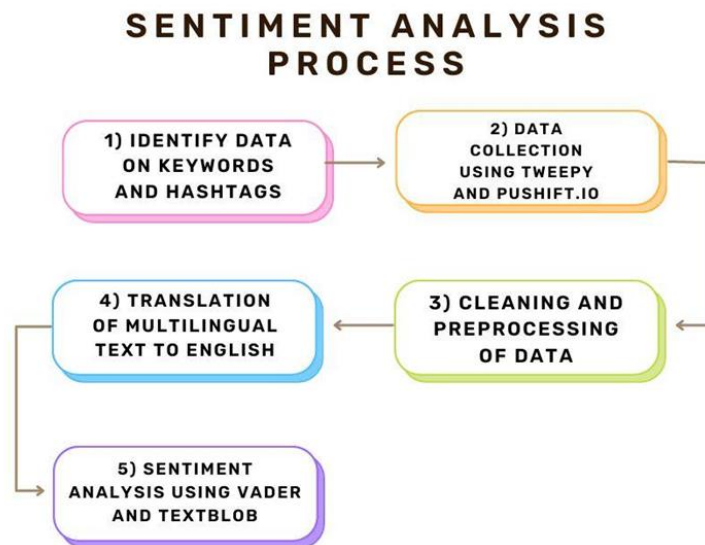 SENTIMENT ANALYSIS
PROCESS
1) IDENTIFY DATA
ON KEYWORDS
AND HASHTAGS
2) DATA
COLLECTION
USING TWEEPY
AND PUSHIFT.IO
3) CLEANING AND
PREPROCESSING
OF DATA
4) TRANSLATION
OF MULTILINGUAL
TEXT TO ENGLISH
5) SENTIMENT
ANALYSIS USING VADER
AND TEXTBLOB